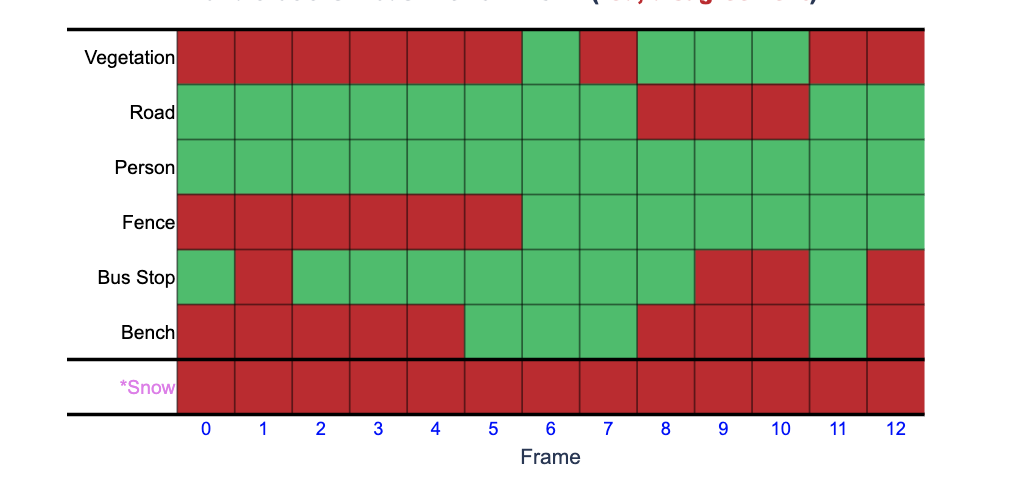 Vegetation
Road
Person
Fence
Bus Stop
Bench
*Snow
0 1 2 3 4 5 6 7 8 9 10 11 12
Frame